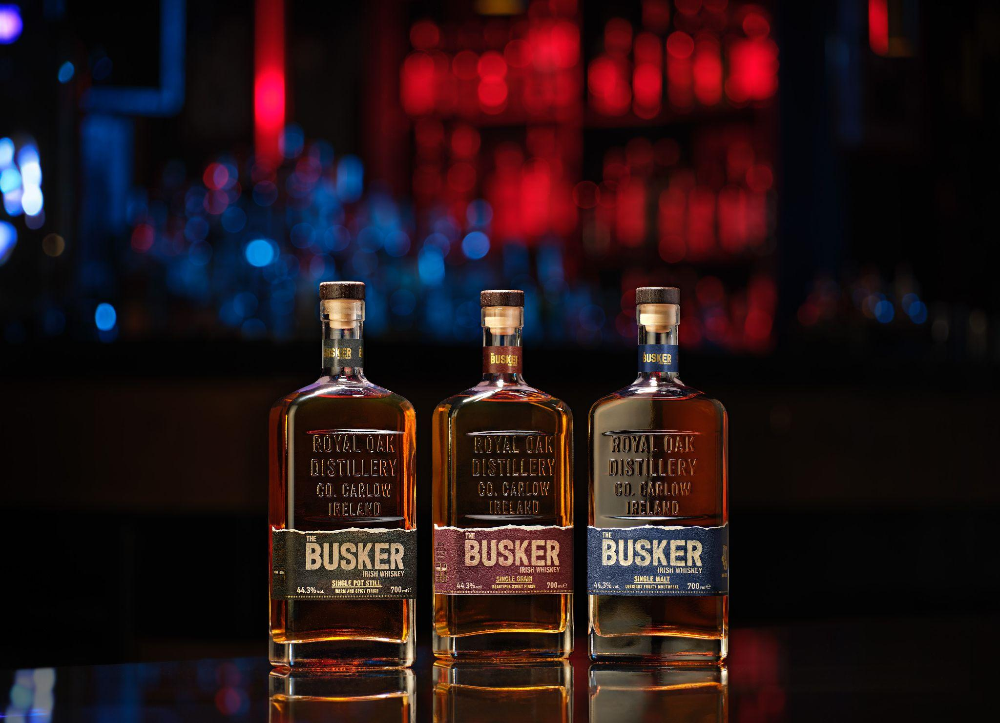 BUSKER
THE
BUSKER
IRISH WHISKEY
THE
BUSKER
IRISH WHISKEY
ROYAL OAK
DISTILLERY
CO. CARLOW
IRELAND
THE
BUSKER
IRISH WHISKEY
SINGLE POT STILL
44.3% vol.
WARM AND SPICY FINISH
700 ml ℮
ROYAL OAK
DISTILLERY
CO. CARLOW
IRELAND
THE
BUSKER
IRISH WHISKEY
SINGLE GRAIN
44.3% vol.
BEAUTIFUL SWEET FINISH
700 ml ℮
ROYAL OAK
DISTILLERY
CO. CARLOW
IRELAND
THE
BUSKER
IRISH WHISKEY
SINGLE MALT
44.3% vol.
LUSCIOUS FRUITY MOUTHFEEL
700 ml ℮